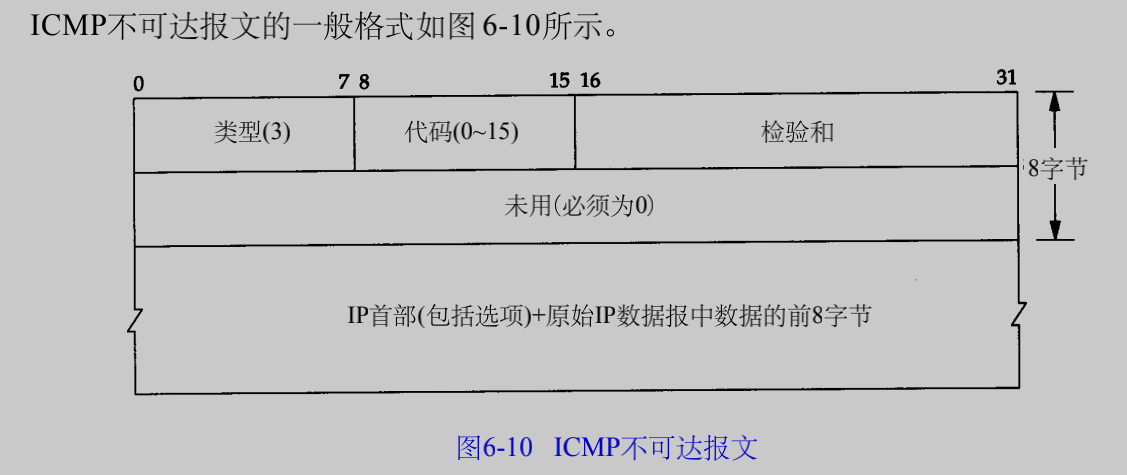 ICMP不可达报文的一般格式如图6-10所示。
0 7 8 15 16 31
类型(3) 代码(0~15) 检验和
8字节
未用(必须为0)
IP首部(包括选项)+原始IP数据报中数据的前8字节
图6-10 ICMP不可达报文